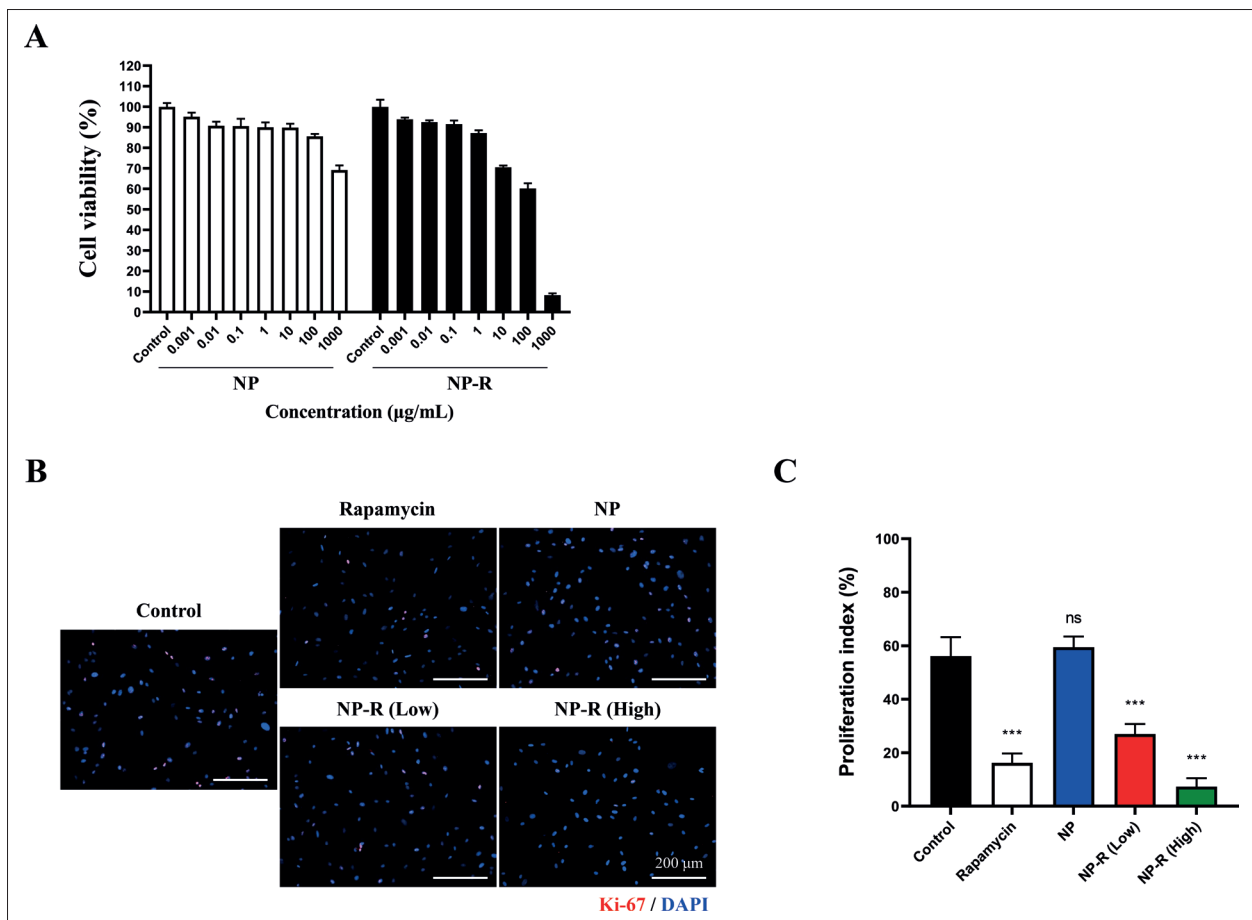 A
Cell viability (%)
120
110
100
90
80
70
60
50
40
30
20
10
0
Control 0.001 0.01 0.1 1 10 100 1000 Control 0.001 0.01 0.1 1 10 100 1000
NP NP-R
Concentration (µg/mL)
B
Rapamycin NP
Control
NP-R (Low) NP-R (High)
200 µm
Ki-67 / DAPI
C
Proliferation index (%)
100
80
60
40
20
0
*** ns *** ***
Control Rapamycin NP NP-R (Low) NP-R (High)